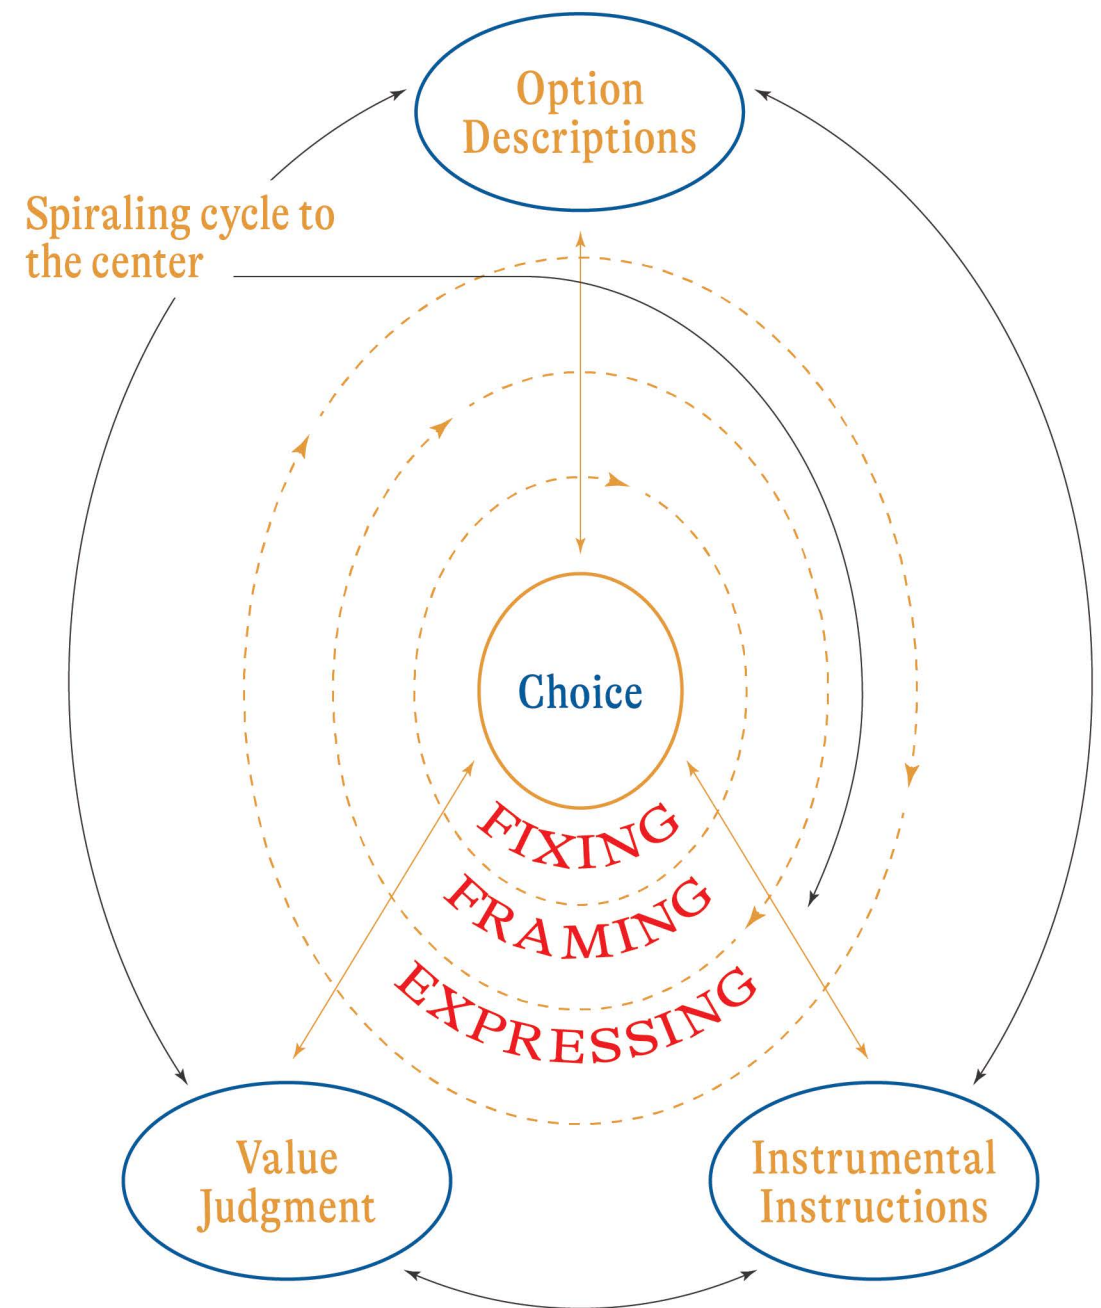 Option
Descriptions
Spiraling cycle to
the center
Choice
FIXING
FRAMING
EXPRESSING
Value
Judgment
Instrumental
Instructions